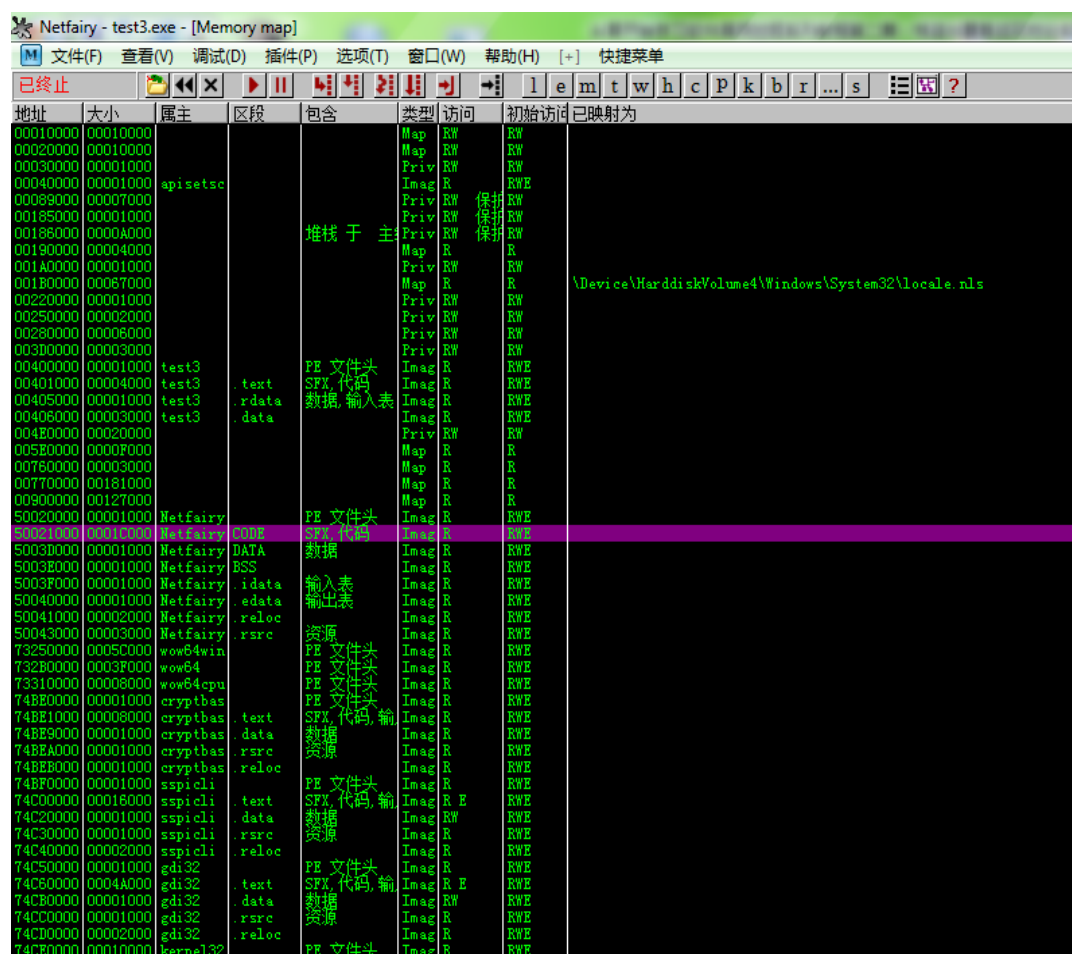 Netfairy - test3.exe - [Memory map]
M 文件(F) 查看(V) 调试(D) 插件(P) 选项(T) 窗口(W) 帮助(H) [+] 快捷菜单
已终止 l e m t w h c P k b r ... s ?
地址 大小 属主 区段 包含 类型 访问 初始访问 已映射为
00010000 00010000 Map RW RW
00020000 00010000 Map RW RW
00030000 00001000 Priv RW RW
00040000 00001000 apisetsc Imag R RWE
00089000 00007000 Priv RW 保护 RW
00185000 00001000 Priv RW 保护 RW
00186000 0000A000 堆栈 于 主 Priv RW 保护 RW
00190000 00004000 Map R R
001A0000 00001000 Priv RW RW
001B0000 00067000 Map R R \Device\HarddiskVolume4\Windows\System32\locale.nls
00220000 00001000 Priv RW RW
00250000 00002000 Priv RW RW
00280000 00006000 Priv RW RW
003D0000 00003000 Priv RW RW
00400000 00001000 test3 PE 文件头 Imag R RWE
00401000 00004000 test3 .text SFX,代码 Imag R RWE
00405000 00001000 test3 .rdata 数据,输入表 Imag R RWE
00406000 00003000 test3 .data Imag R RWE
004E0000 00020000 Priv RW RW
005E0000 0000F000 Map R R
00760000 00003000 Map R R
00770000 00181000 Map R R
00900000 00127000 Map R R
50020000 00001000 Netfairy PE 文件头 Imag R RWE
50021000 0001C000 Netfairy CODE SFX,代码 Imag R RWE
5003D000 00001000 Netfairy DATA 数据 Imag R RWE
5003E000 00001000 Netfairy BSS Imag R RWE
5003F000 00001000 Netfairy .idata 输入表 Imag R RWE
50040000 00001000 Netfairy .edata 输出表 Imag R RWE
50041000 00002000 Netfairy .reloc Imag R RWE
50043000 00003000 Netfairy .rsrc 资源 Imag R RWE
73250000 0005C000 wow64win PE 文件头 Imag R RWE
732B0000 0003F000 wow64 PE 文件头 Imag R RWE
73310000 00008000 wow64cpu PE 文件头 Imag R RWE
74BE0000 00001000 cryptbas PE 文件头 Imag R RWE
74BE1000 00008000 cryptbas .text SFX,代码,输 Imag R RWE
74BE9000 00001000 cryptbas .data 数据 Imag R RWE
74BEA000 00001000 cryptbas .rsrc 资源 Imag R RWE
74BEB000 00001000 cryptbas .reloc Imag R RWE
74BF0000 00001000 sspicli PE 文件头 Imag R RWE
74C00000 00016000 sspicli .text SFX,代码,输 Imag R E RWE
74C20000 00001000 sspicli .data 数据 Imag RW RWE
74C30000 00001000 sspicli .rsrc 资源 Imag R RWE
74C40000 00002000 sspicli .reloc Imag R RWE
74C50000 00001000 gdi32 PE 文件头 Imag R RWE
74C60000 0004A000 gdi32 .text SFX,代码,输 Imag R E RWE
74CB0000 00001000 gdi32 .data 数据 Imag RW RWE
74CC0000 00001000 gdi32 .rsrc 资源 Imag R RWE
74CD0000 00002000 gdi32 .reloc Imag R RWE
74CE0000 00010000 kernel32 PE 文件头 Imag R RWE